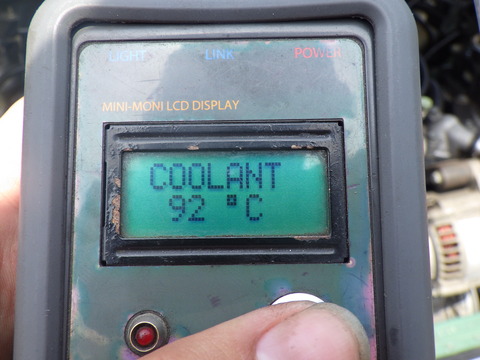 LIGHT LINK POWER
MINI-MONI LCD DISPLAY
COOLANT
92 °C